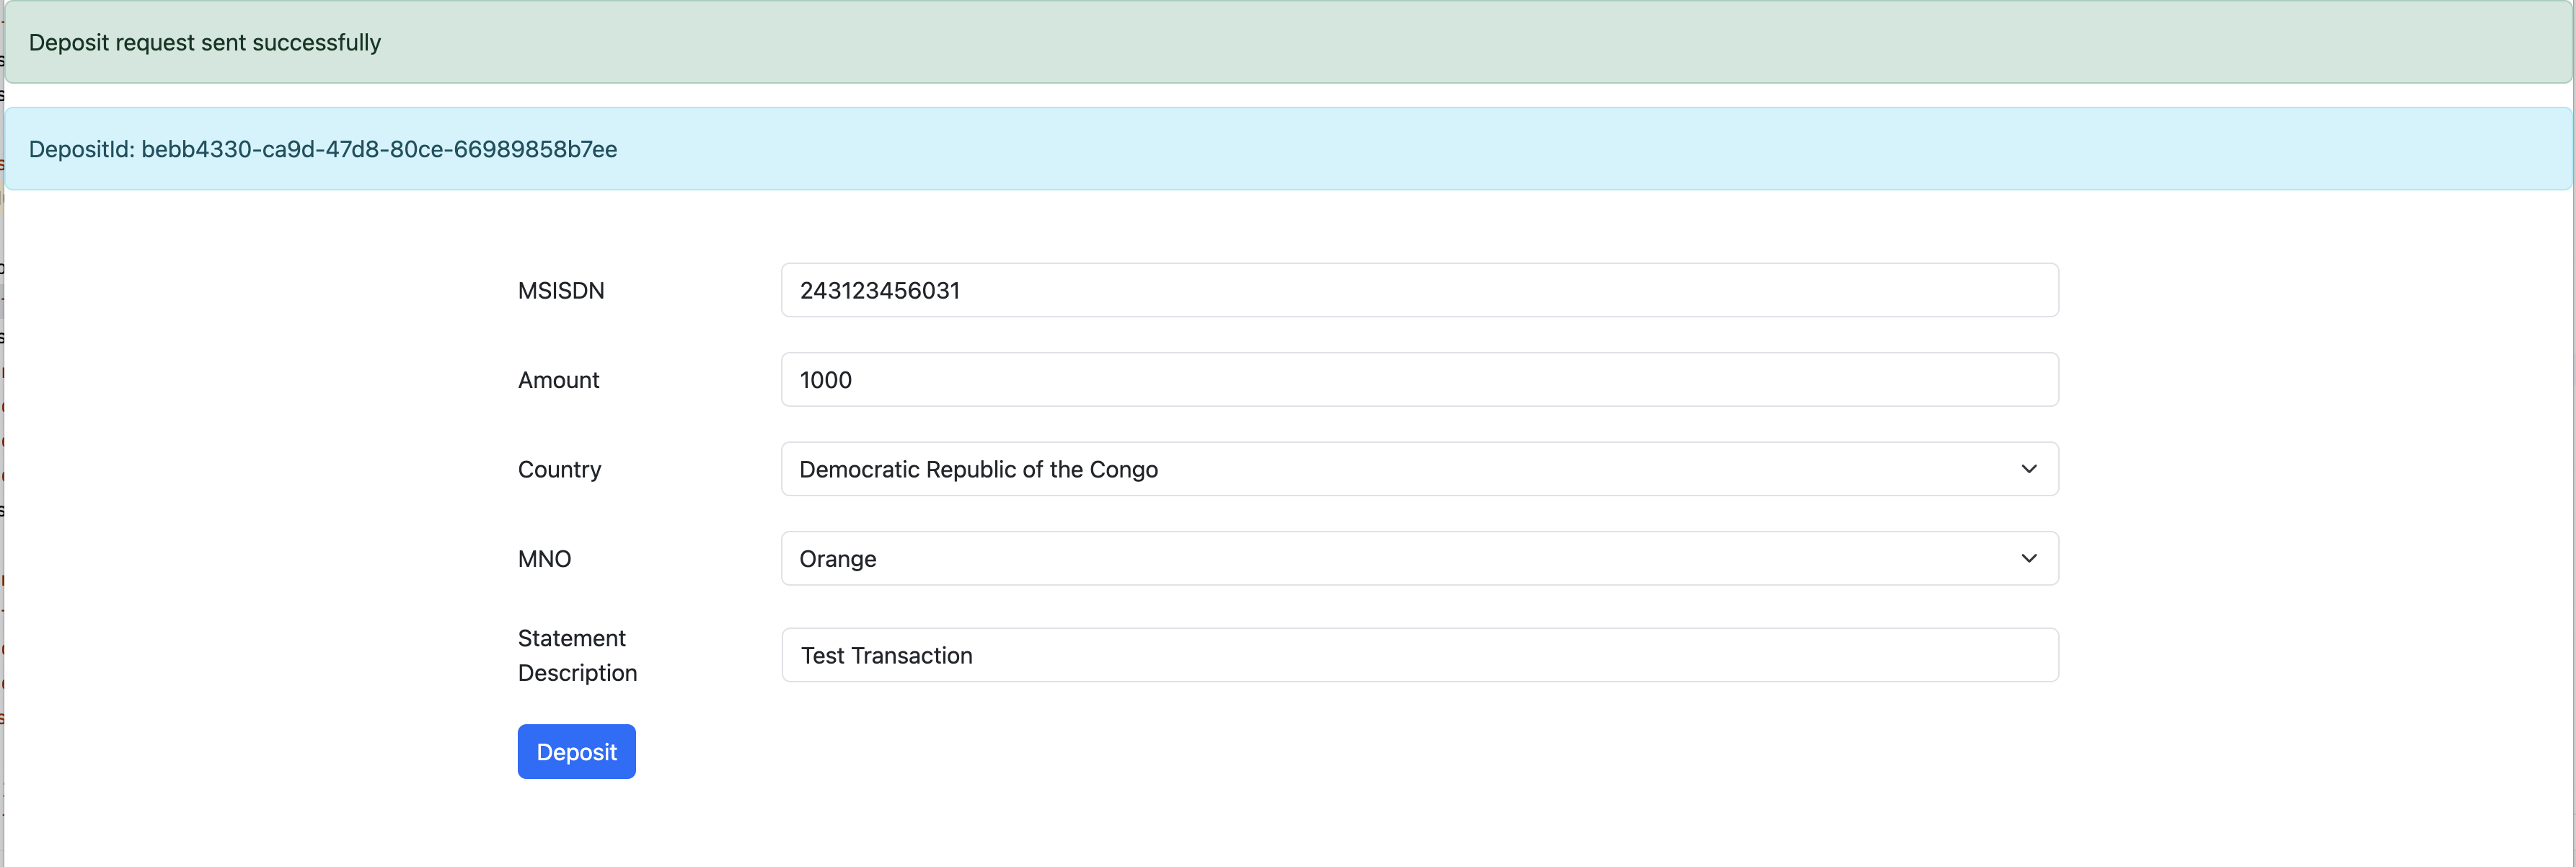 Deposit request sent successfully
DepositId: bebb4330-ca9d-47d8-80ce-66989858b7ee
MSISDN 243123456031
Amount 1000
Country Democratic Republic of the Congo
MNO Orange
Statement
Description
Test Transaction
Deposit